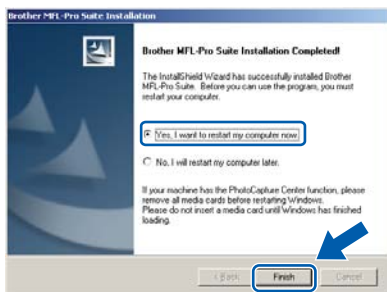 Brother MFL-Pro Suite Installation
Brother MFL-Pro Suite Installation Completed!
The InstallShield Wizard has successfully installed Brother
MFL-Pro Suite. Before you can use the program, you must
restart your computer.
Yes, I want to restart my computer now.
No, I will restart my computer later.
If your machine has the PhotoCapture Center function, please
remove all media cards before restarting Windows.
Please do not insert a media card until Windows has finished
loading.
< Back Finish Cancel